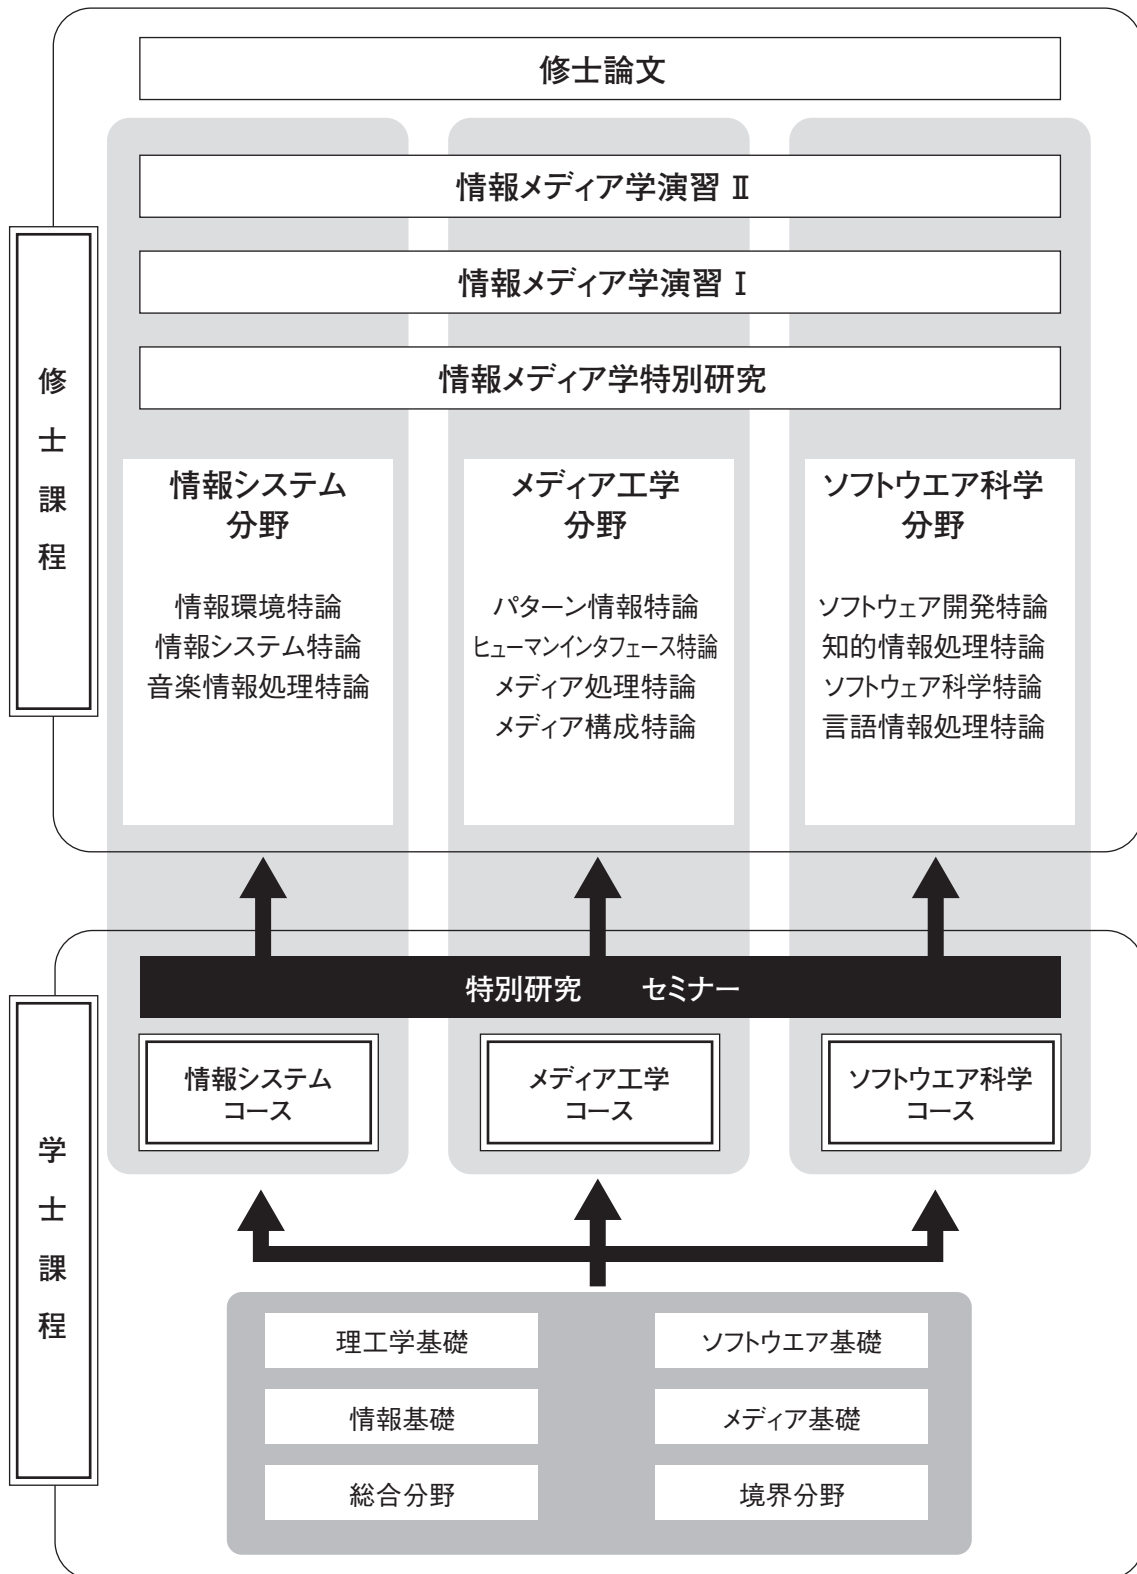 修士論文
情報メディア学演習 Ⅱ
情報メディア学演習 Ⅰ
情報メディア学特別研究
修士課程
情報システム
分野
情報環境特論
情報システム特論
音楽情報処理特論
メディア工学
分野
パターン情報特論
ヒューマンインタフェース特論
メディア処理特論
メディア構成特論
ソフトウエア科学
分野
ソフトウェア開発特論
知的情報処理特論
ソフトウェア科学特論
言語情報処理特論
特別研究 セミナー
学士課程
情報システム
コース
メディア工学
コース
ソフトウエア科学
コース
理工学基礎
ソフトウエア基礎
情報基礎
メディア基礎
総合分野
境界分野